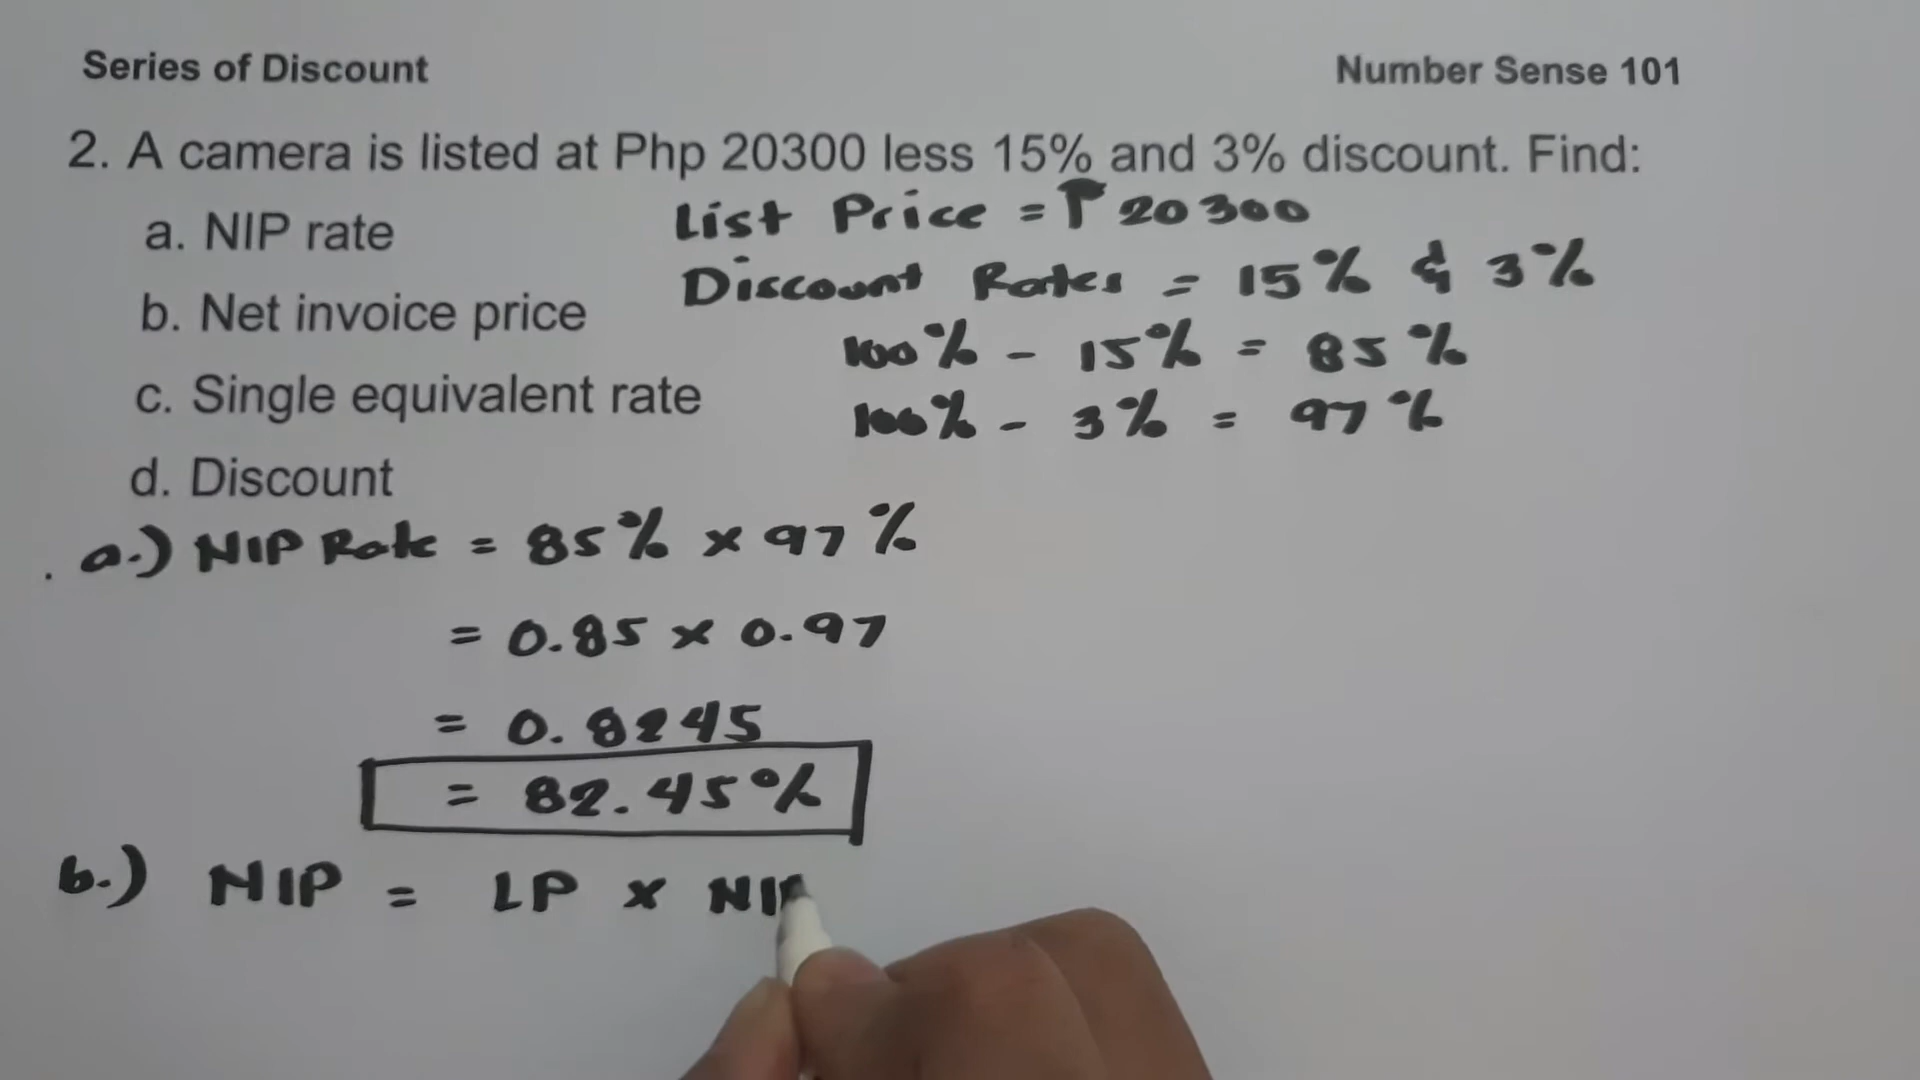 Series of Discount
Number Sense 101
2. A camera is listed at Php 20300 less 15% and 3% discount. Find:
a. NIP rate
List Price = ₱20300
Discount Rates = 15% & 3%
b. Net invoice price
100% - 15% = 85%
c. Single equivalent rate
100% - 3% = 97%
d. Discount
a.) NIP Rate = 85% x 97%
= 0.85 x 0.97
= 0.8245
= 82.45%
b.) NIP = LP x NIP